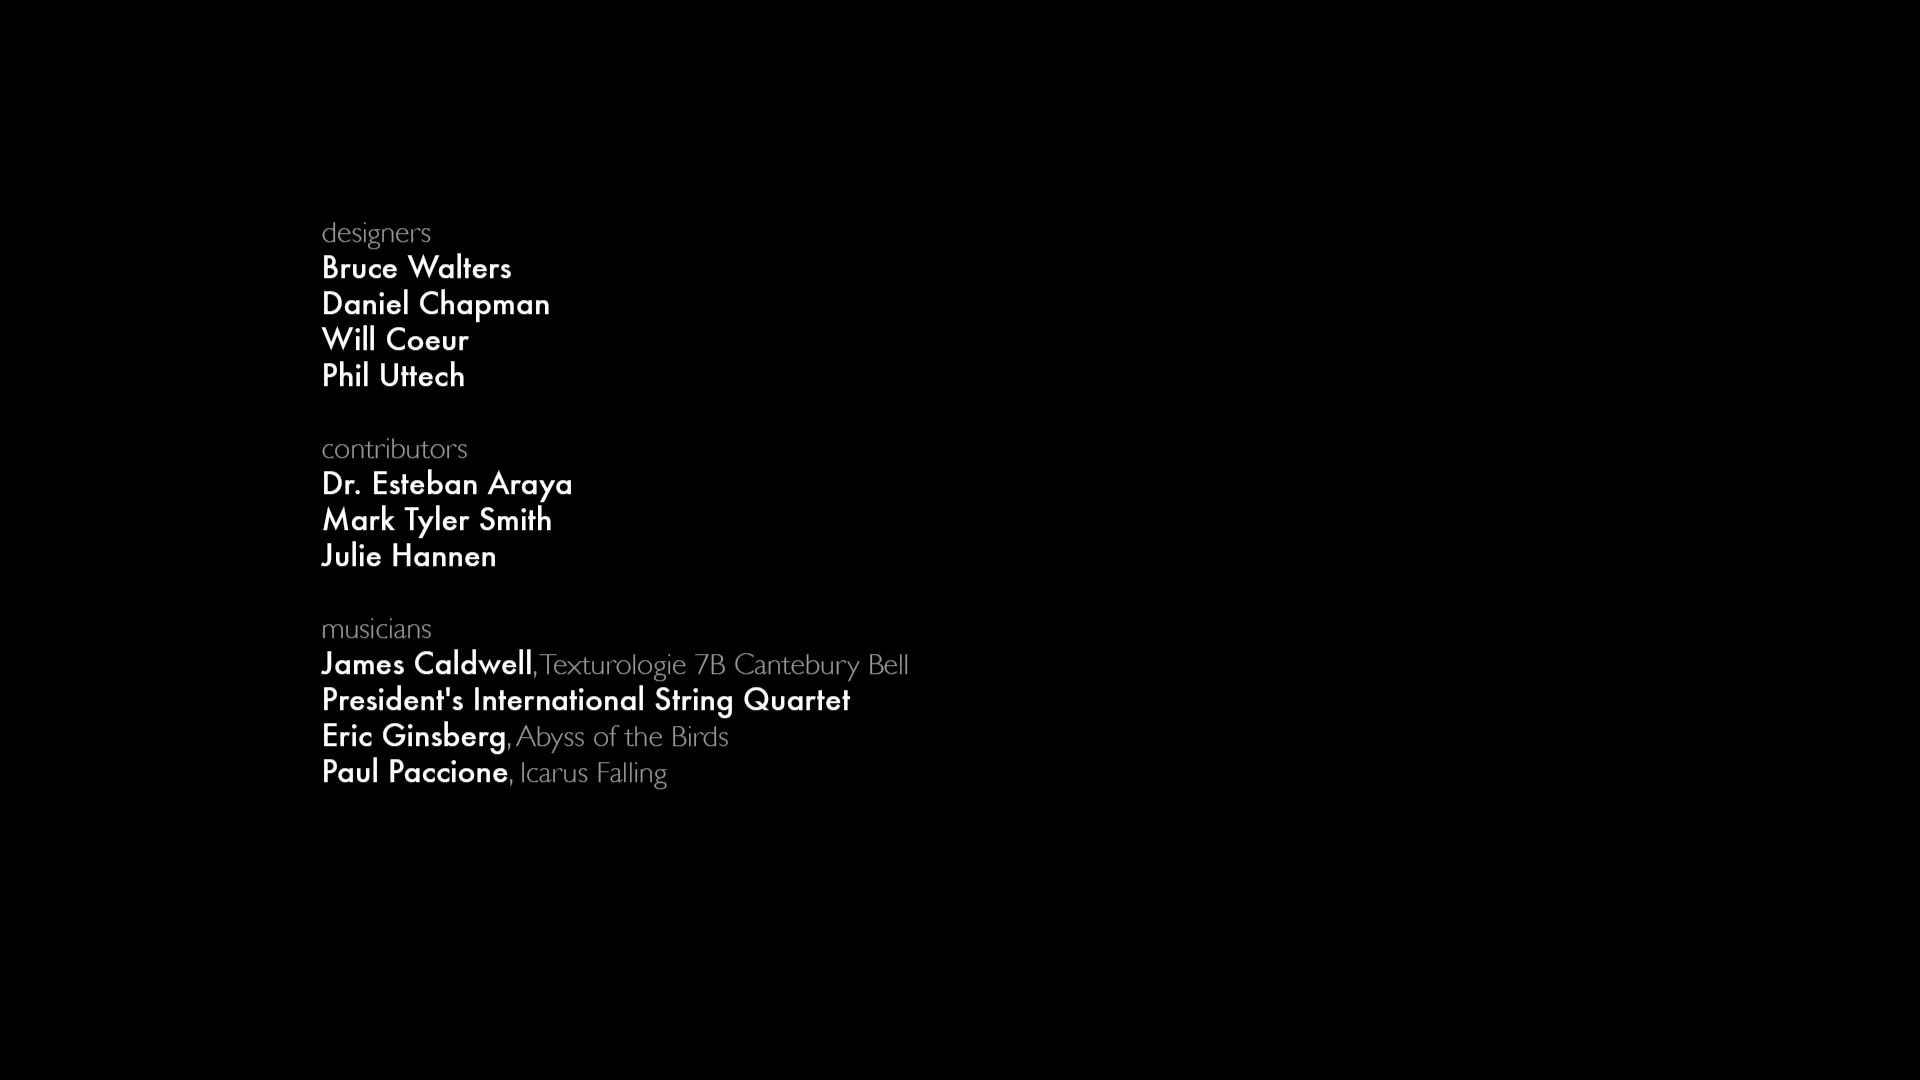 designers
Bruce Walters
Daniel Chapman
Will Coeur
Phil Uttech
contributors
Dr. Esteban Araya
Mark Tyler Smith
Julie Hannen
musicians
James Caldwell, Texturologie 7B Cantebury Bell
President's International String Quartet
Eric Ginsberg, Abyss of the Birds
Paul Paccione, Icarus Falling